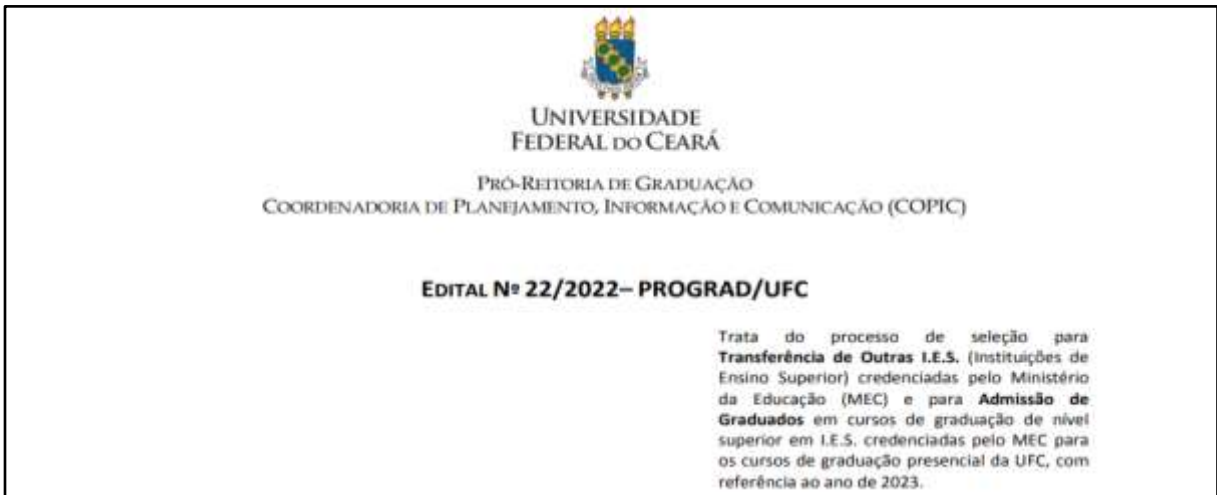 UNIVERSIDADE
FEDERAL DO CEARÁ
PRÓ-REITORIA DE GRADUAÇÃO
COORDENADORIA DE PLANEJAMENTO, INFORMAÇÃO E COMUNICAÇÃO (COPIC)
EDITAL Nº 22/2022– PROGRAD/UFC
Trata do processo de seleção para
Transferência de Outras I.E.S. (Instituições de
Ensino Superior) credenciadas pelo Ministério
da Educação (MEC) e para Admissão de
Graduados em cursos de graduação de nível
superior em I.E.S. credenciadas pelo MEC para
os cursos de graduação presencial da UFC, com
referência ao ano de 2023.